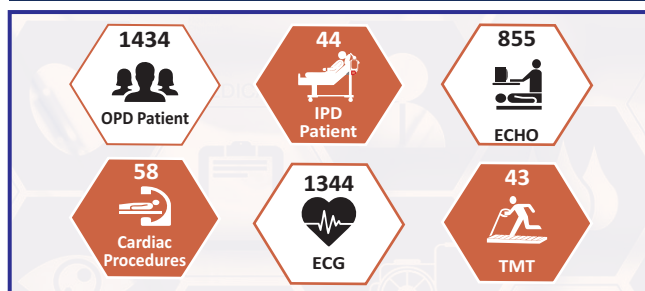 1434
OPD Patient
44
IPD
Patient
855
ECHO
58
Cardiac
Procedures
1344
ECG
43
TMT